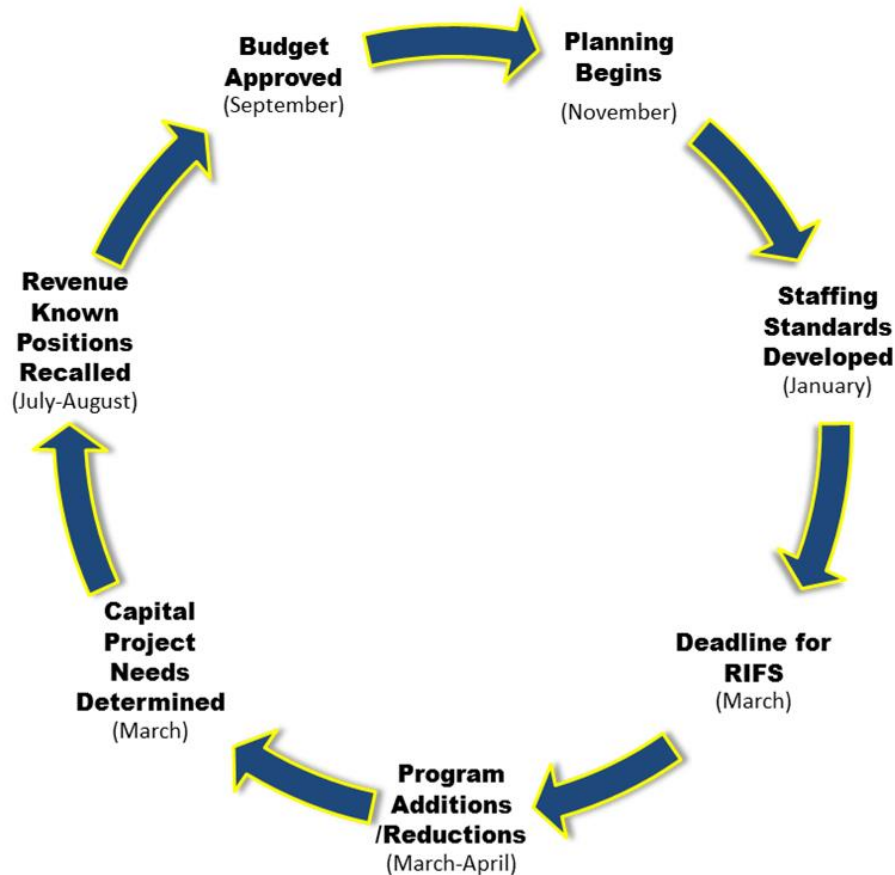 Budget
Approved
(September)
Planning
Begins
(November)
Staffing
Standards
Developed
(January)
Deadline for
RIFS
(March)
Program
Additions
/Reductions
(March-April)
Capital
Project
Needs
Determined
(March)
Revenue
Known
Positions
Recalled
(July-August)